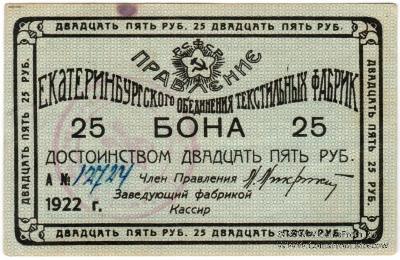 ДВАДЦАТЬ ПЯТЬ РУБ. 25 ДВАДЦАТЬ ПЯТЬ РУБ.
ДВАДЦАТЬ ПЯТЬ РУБ. 25
ДВАДЦАТЬ ПЯТЬ РУБ. 25
Р.С.Ф.С.Р.
ПРАВЛЕНИЕ
ЕКАТЕРИНБУРГСКОГО ОБЪЕДИНЕНИЯ ТЕКСТИЛЬНЫХ ФАБРИК
25 БОНА 25
ДОСТОИНСТВОМ ДВАДЦАТЬ ПЯТЬ РУБ.
А № 12724 Член Правления
Заведующий фабрикой
1922 г. Кассир
ДВАДЦАТЬ ПЯТЬ РУБ. 25 ДВАДЦАТЬ ПЯТЬ РУБ.